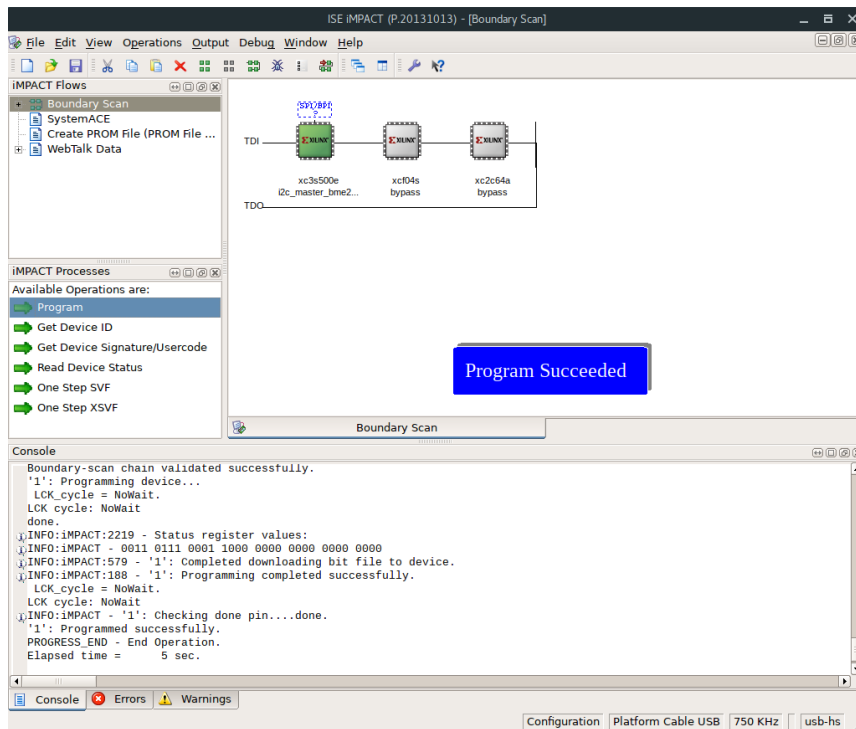 ISE iMPACT (P.20131013) - [Boundary Scan]
File Edit View Operations Output Debug Window Help
iMPACT Flows
Boundary Scan
SystemACE
Create PROM File (PROM File ...
WebTalk Data
SPI/BPI
?
TDI
XILINX XILINX XILINX
xc3s500e xcf04s xc2c64a
i2c_master_bme2... bypass bypass
TDO
iMPACT Processes
Available Operations are:
Program
Get Device ID
Get Device Signature/Usercode
Read Device Status
One Step SVF
One Step XSVF
Program Succeeded
Boundary Scan
Console
Boundary-scan chain validated successfully.
'1': Programming device...
LCK_cycle = NoWait.
LCK cycle: NoWait
done.
INFO:iMPACT:2219 - Status register values:
INFO:iMPACT - 0011 0111 0001 1000 0000 0000 0000 0000
INFO:iMPACT:579 - '1': Completed downloading bit file to device.
INFO:iMPACT:188 - '1': Programming completed successfully.
LCK_cycle = NoWait.
LCK cycle: NoWait
INFO:iMPACT - '1': Checking done pin....done.
'1': Programmed successfully.
PROGRESS_END - End Operation.
Elapsed time = 5 sec.
Console Errors Warnings
Configuration Platform Cable USB 750 KHz usb-hs